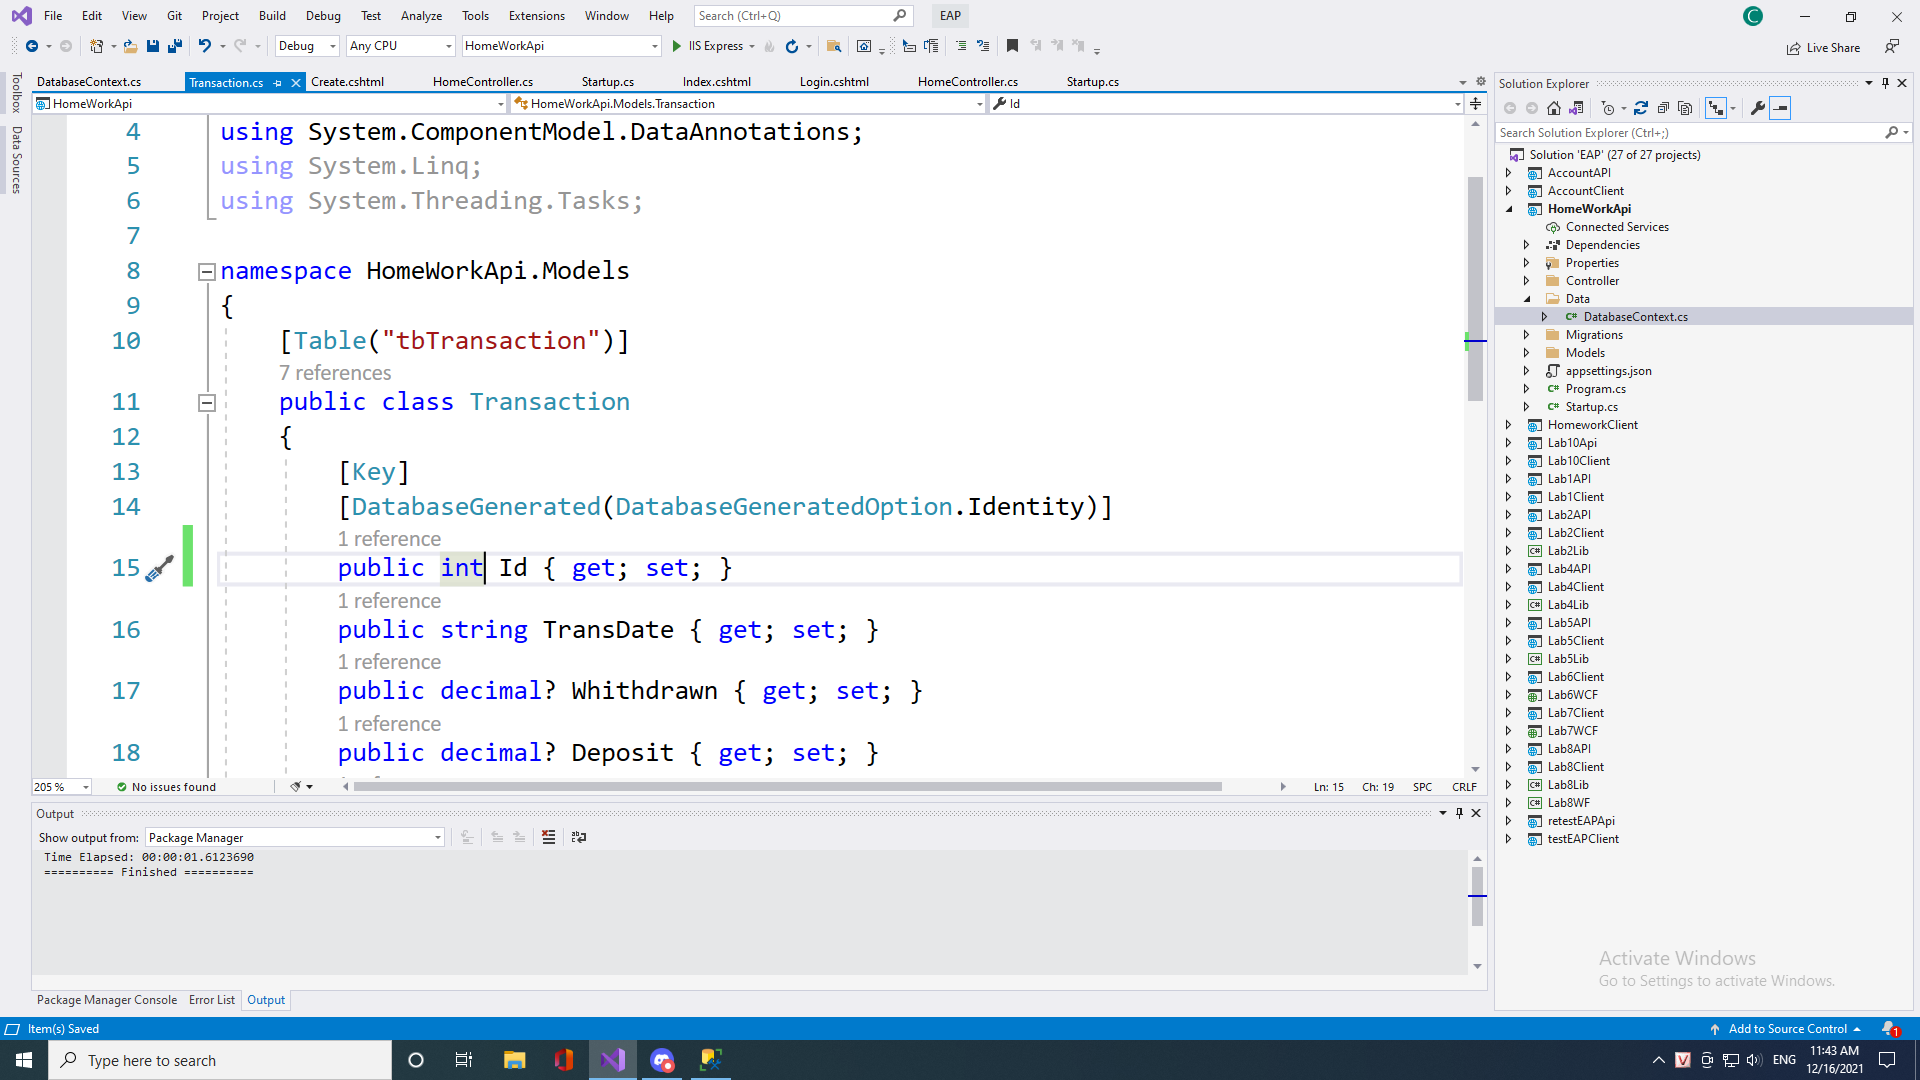 File Edit View Git Project Build Debug Test Analyze Tools Extensions Window Help Search (Ctrl+Q) EAP
Debug Any CPU HomeWorkApi IIS Express Live Share
DatabaseContext.cs Transaction.cs Create.cshtml HomeController.cs Startup.cs Index.cshtml Login.cshtml HomeController.cs Startup.cs
HomeWorkApi HomeWorkApi.Models.Transaction Id
Toolbox
Data Sources
4 using System.ComponentModel.DataAnnotations;
5 using System.Linq;
6 using System.Threading.Tasks;
7
8 namespace HomeWorkApi.Models
9 {
10 [Table("tbTransaction")]
7 references
11 public class Transaction
12 {
13 [Key]
14 [DatabaseGenerated(DatabaseGeneratedOption.Identity)]
1 reference
15 public int Id { get; set; }
1 reference
16 public string TransDate { get; set; }
1 reference
17 public decimal? Whithdrawn { get; set; }
1 reference
18 public decimal? Deposit { get; set; }
205 % No issues found Ln: 15 Ch: 19 SPC CRLF
Output
Show output from: Package Manager
Time Elapsed: 00:00:01.6123690
========== Finished ==========
Package Manager Console Error List Output
Solution Explorer
Search Solution Explorer (Ctrl+;)
Solution 'EAP' (27 of 27 projects)
AccountAPI
AccountClient
HomeWorkApi
Connected Services
Dependencies
Properties
Controller
Data
C# DatabaseContext.cs
Migrations
Models
appsettings.json
C# Program.cs
C# Startup.cs
HomeworkClient
Lab10Api
Lab10Client
Lab1API
Lab1Client
Lab2API
Lab2Client
C# Lab2Lib
Lab4API
Lab4Client
C# Lab4Lib
Lab5API
Lab5Client
C# Lab5Lib
Lab6Client
Lab6WCF
Lab7Client
Lab7WCF
Lab8API
Lab8Client
C# Lab8Lib
C# Lab8WF
retestEAPApi
testEAPClient
Activate Windows
Go to Settings to activate Windows.
Item(s) Saved Add to Source Control 1
Type here to search
ENG
11:43 AM
12/16/2021